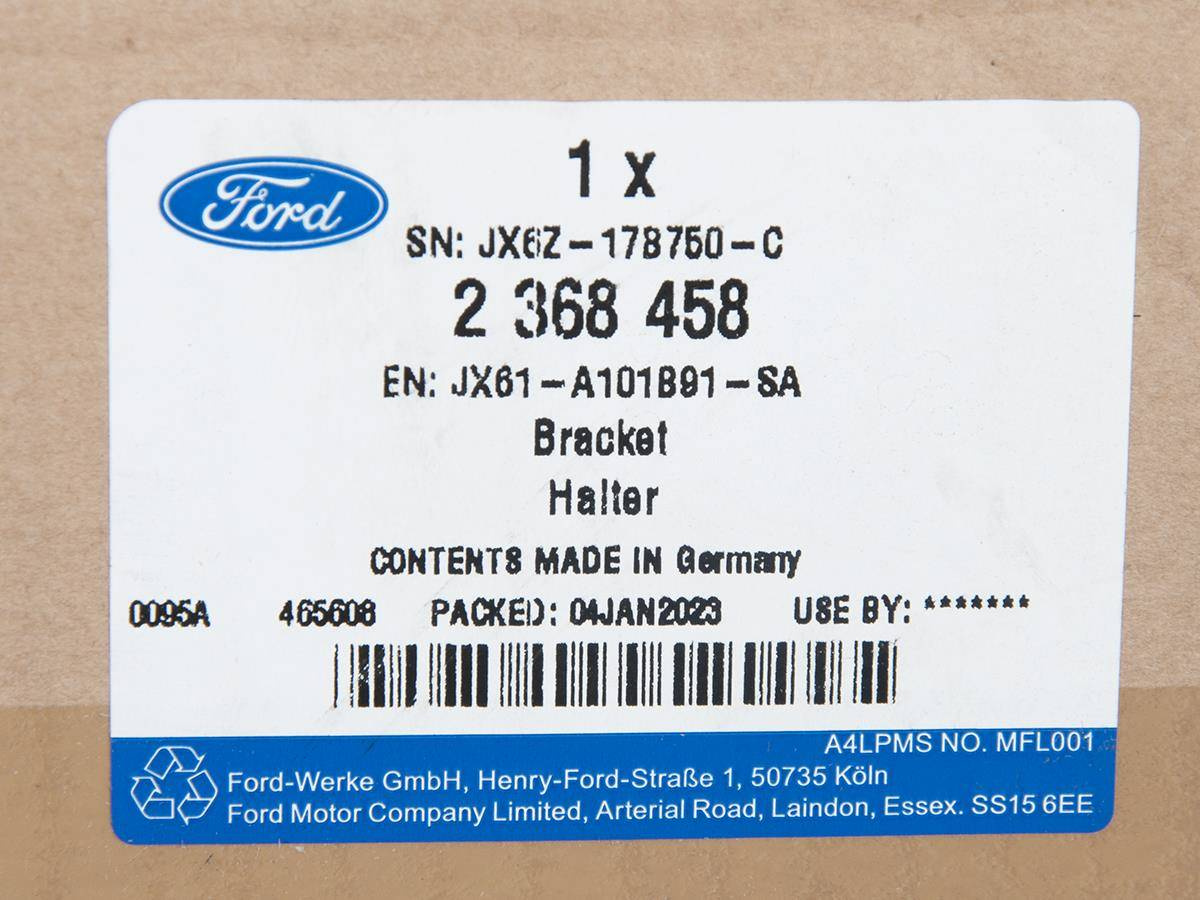 Ford
1 x
SN: JX6Z-17B750-C
2 368 458
EN: JX61-A101B91-SA
Bracket
Halter
CONTENTS MADE IN Germany
0095A 465608 PACKED: 04JAN2023 USE BY: *******
A4LPMS NO. MFL001
Ford-Werke GmbH, Henry-Ford-Straße 1, 50735 Köln
Ford Motor Company Limited, Arterial Road, Laindon, Essex. SS15 6EE